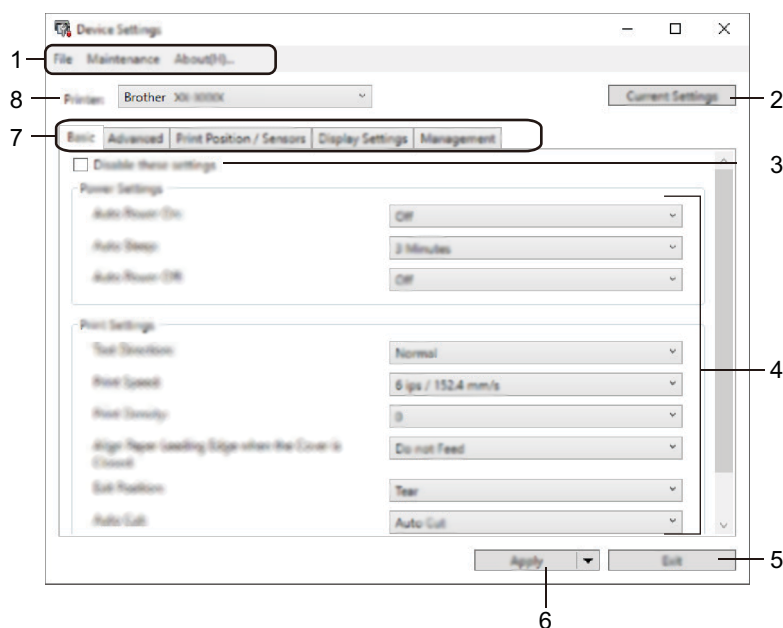 Device Settings
1
File Maintenance About(H)...
8
Printer: Brother
Current Settings
2
7
Basic Advanced Print Position / Sensors Display Settings Management
3
Disable these settings
Power Settings
Auto Power On: Off
Auto Sleep: 3 Minutes
Auto Power Off: Off
4
Print Settings
Text Direction: Normal
Print Speed: 6 ips / 152.4 mm/s
Print Density: 0
Align Paper Leading Edge when the Cover is Closed: Do not Feed
Exit Position: Tear
Auto Cut: Auto Cut
Apply
Exit
5
6